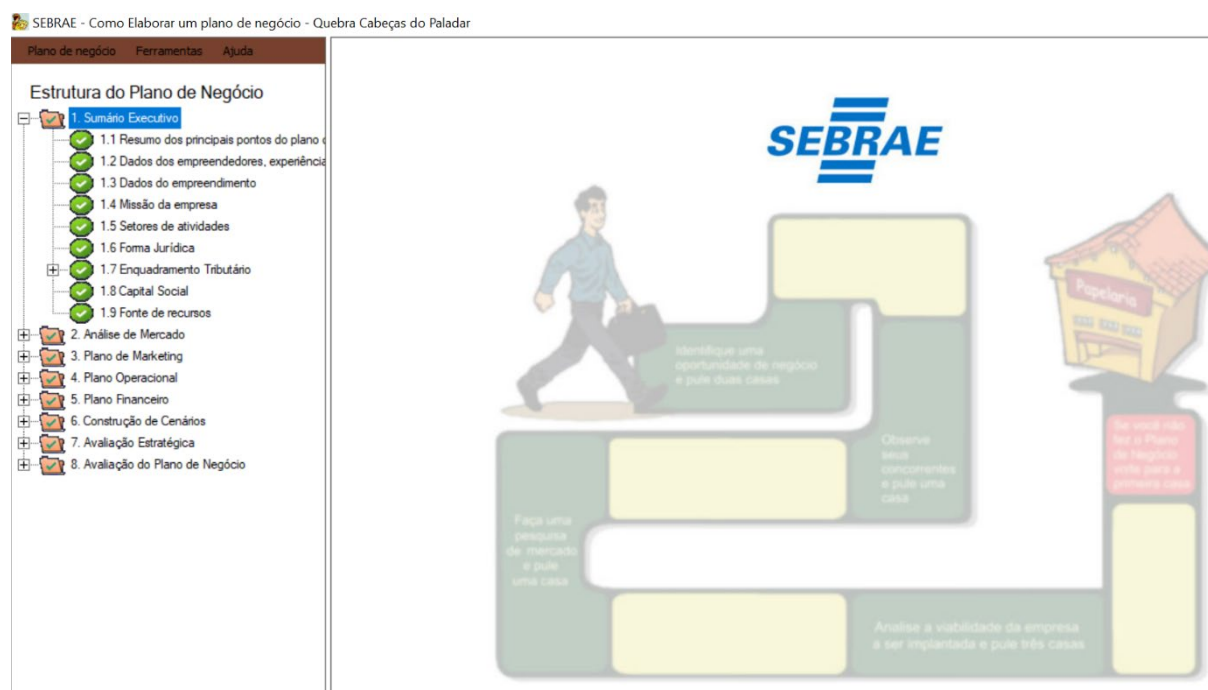 SEBRAE - Como Elaborar um plano de negócio - Quebra Cabeças do Paladar
Plano de negócio Ferramentas Ajuda
Estrutura do Plano de Negócio
1. Sumário Executivo
1.1 Resumo dos principais pontos do plano
1.2 Dados dos empreendedores, experiência
1.3 Dados do empreendimento
1.4 Missão da empresa
1.5 Setores de atividades
1.6 Forma Jurídica
1.7 Enquadramento Tributário
1.8 Capital Social
1.9 Fonte de recursos
2. Análise de Mercado
3. Plano de Marketing
4. Plano Operacional
5. Plano Financeiro
6. Construção de Cenários
7. Avaliação Estratégica
8. Avaliação do Plano de Negócio
SEBRAE
Papelaria
Identifique uma
oportunidade de negócio
e pule duas casas
Observe
seus
concorrentes
e pule uma
casa
Se você não
fez o Plano
de Negócio
volte para a
primeira casa
Faça uma
pesquisa
de mercado
e pule
uma casa
Analise a viabilidade da empresa
a ser implantada e pule três casas